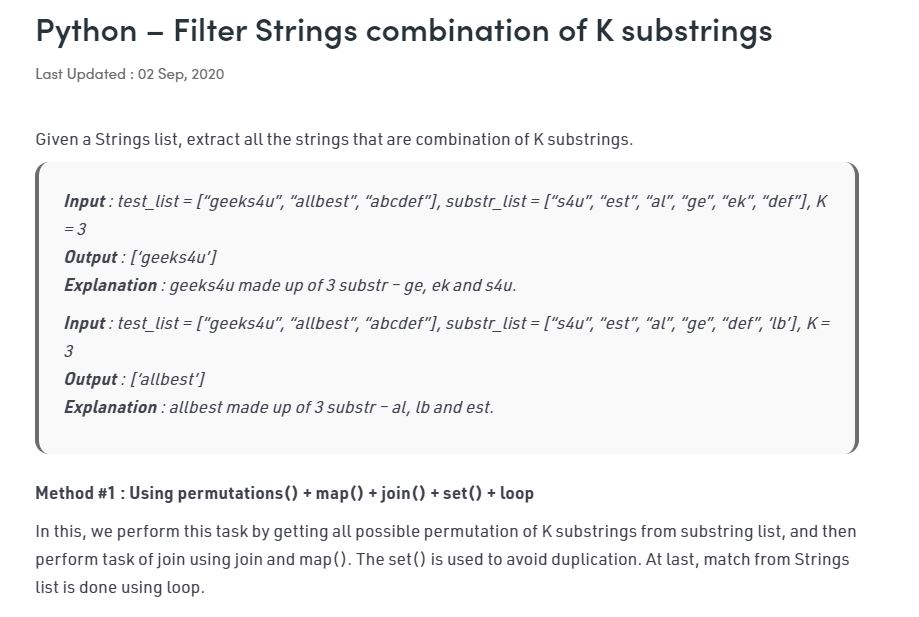 Python – Filter Strings combination of K substrings
Last Updated : 02 Sep, 2020
Given a Strings list, extract all the strings that are combination of K substrings.
Input : test_list = [“geeks4u”, “allbest”, “abcdef”], substr_list = [“s4u”, “est”, “al”, “ge”, “ek”, “def”], K
= 3
Output : [‘geeks4u’]
Explanation : geeks4u made up of 3 substr – ge, ek and s4u.
Input : test_list = [“geeks4u”, “allbest”, “abcdef”], substr_list = [“s4u”, “est”, “al”, “ge”, “def”, ‘lb’], K =
3
Output : [‘allbest’]
Explanation : allbest made up of 3 substr – al, lb and est.
Method #1 : Using permutations() + map() + join() + set() + loop
In this, we perform this task by getting all possible permutation of K substrings from substring list, and then
perform task of join using join and map(). The set() is used to avoid duplication. At last, match from Strings
list is done using loop.